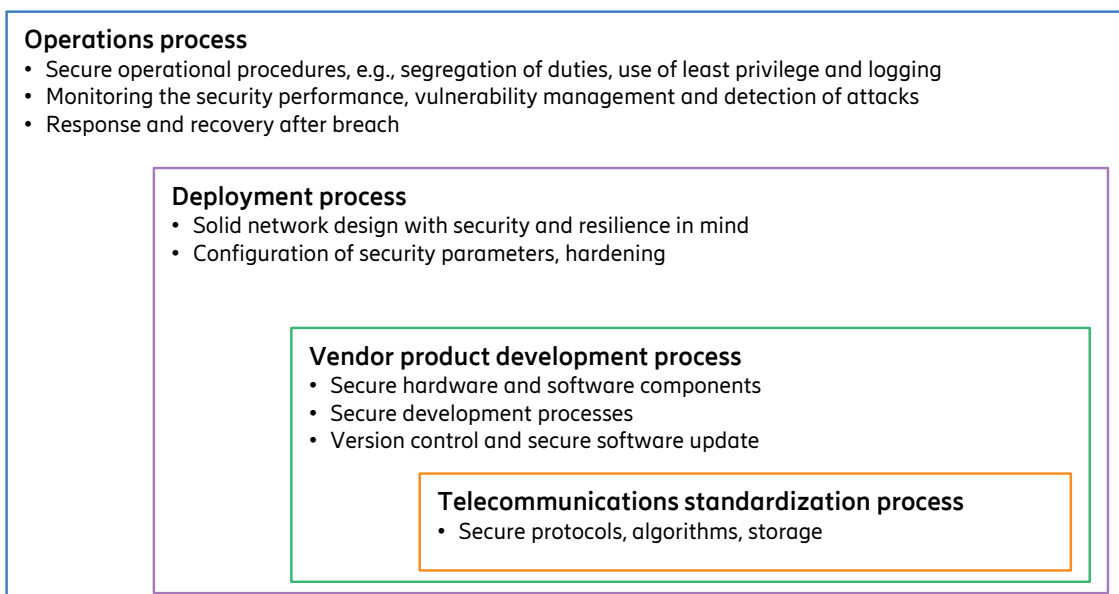 Operations process
• Secure operational procedures, e.g., segregation of duties, use of least privilege and logging
• Monitoring the security performance, vulnerability management and detection of attacks
• Response and recovery after breach
Deployment process
• Solid network design with security and resilience in mind
• Configuration of security parameters, hardening
Vendor product development process
• Secure hardware and software components
• Secure development processes
• Version control and secure software update
Telecommunications standardization process
• Secure protocols, algorithms, storage